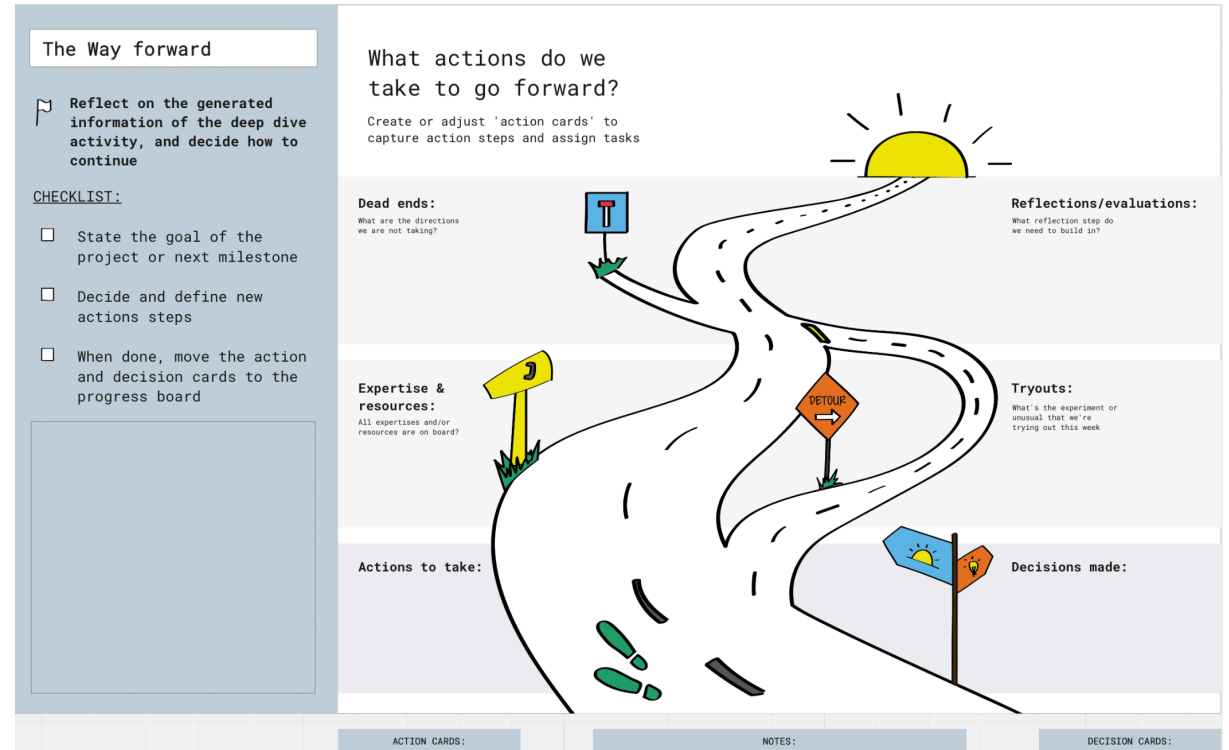 The Way forward
Reflect on the generated
information of the deep dive
activity, and decide how to
continue
CHECKLIST:
State the goal of the
project or next milestone
Decide and define new
actions steps
When done, move the action
and decision cards to the
progress board
What actions do we
take to go forward?
Create or adjust 'action cards' to
capture action steps and assign tasks
Dead ends:
What are the directions
we are not taking?
Reflections/evaluations:
What reflection step do
we need to build in?
Expertise &
resources:
All expertises and/or
resources are on board?
DETOUR
Tryouts:
What's the experiment or
unusual that we're
trying out this week
Actions to take:
Decisions made:
ACTION CARDS:
NOTES:
DECISION CARDS: